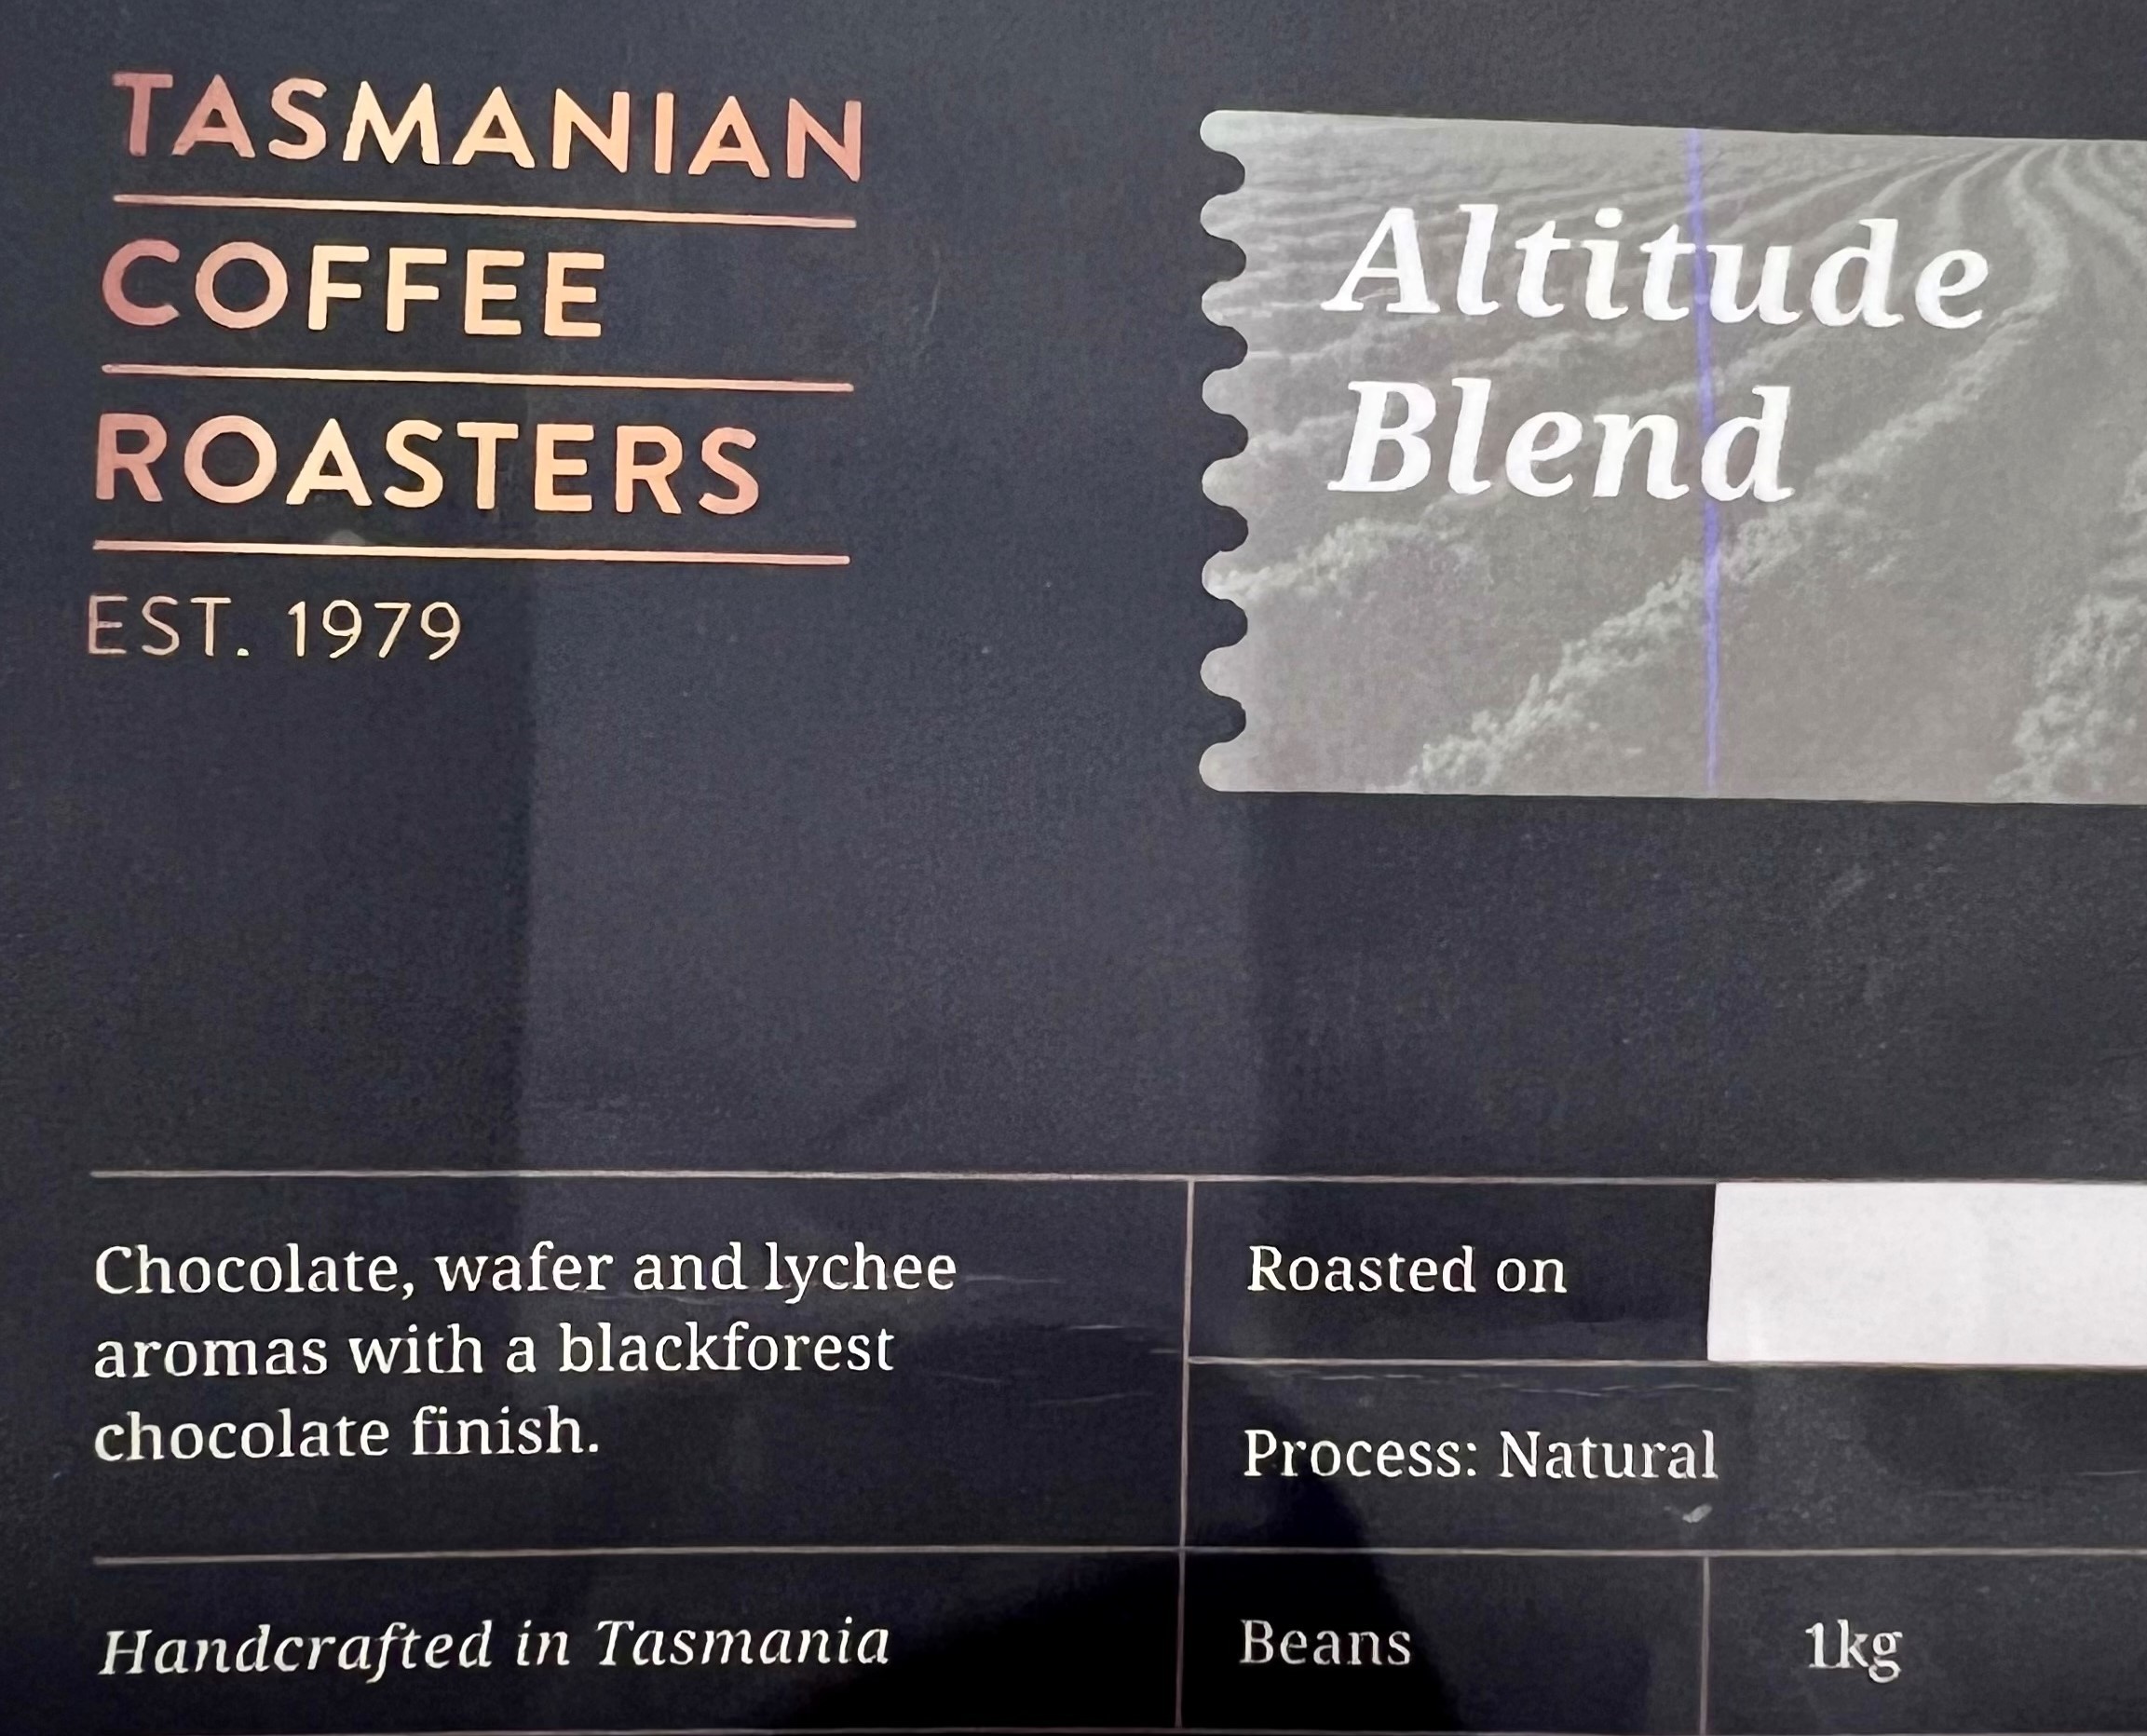 TASMANIAN
COFFEE
ROASTERS
EST. 1979
Altitude
Blend
Chocolate, wafer and lychee
aromas with a blackforest
chocolate finish.
Roasted on
Process: Natural
Handcrafted in Tasmania
Beans
1kg